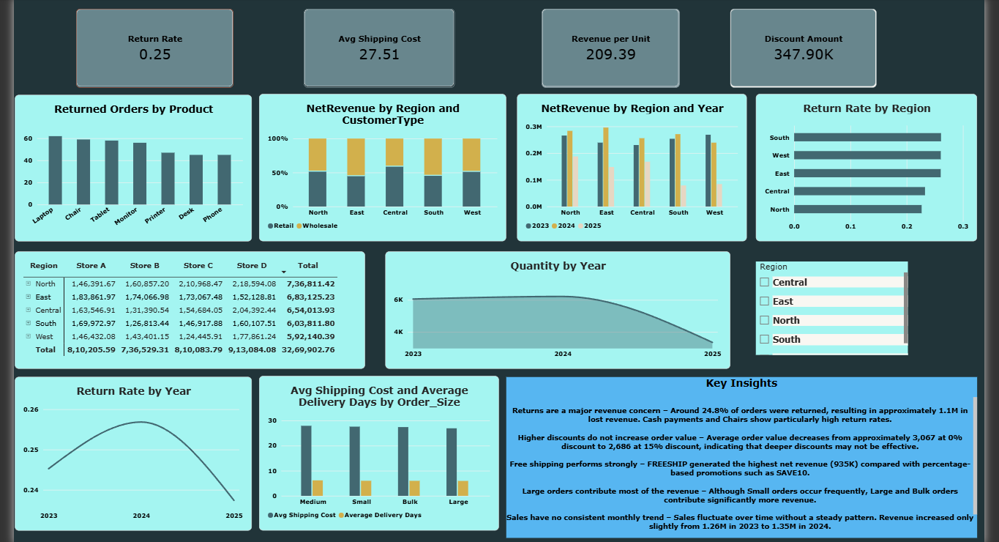 Return Rate
0.25
Avg Shipping Cost
27.51
Revenue per Unit
209.39
Discount Amount
347.90K
Returned Orders by Product
60
40
20
0
Laptop
Chair
Tablet
Monitor
Printer
Desk
Phone
NetRevenue by Region and
CustomerType
100%
50%
0%
North East Central South West
Retail Wholesale
NetRevenue by Region and Year
0.3M
0.2M
0.1M
0.0M
North East Central South West
2023 2024 2025
Return Rate by Region
South
West
East
Central
North
0.0 0.1 0.2 0.3
Region Store A Store B Store C Store D Total
North 1,46,391.67 1,60,857.20 2,10,968.47 2,18,594.08 7,36,811.42
East 1,83,861.97 1,74,066.98 1,73,067.48 1,52,128.81 6,83,125.23
Central 1,63,546.91 1,31,390.54 1,54,684.05 2,04,392.44 6,54,013.93
South 1,69,972.97 1,26,813.44 1,46,917.88 1,60,107.51 6,03,811.80
West 1,46,432.08 1,43,401.15 1,24,445.91 1,77,861.24 5,92,140.39
Total 8,10,205.59 7,36,529.31 8,10,083.79 9,13,084.08 32,69,902.76
Quantity by Year
6K
4K
2023 2024 2025
Region
Central
East
North
South
Return Rate by Year
0.26
0.25
0.24
2023 2024 2025
Avg Shipping Cost and Average
Delivery Days by Order_Size
30
20
10
0
Medium Small Bulk Large
Avg Shipping Cost Average Delivery Days
Key Insights
Returns are a major revenue concern – Around 24.8% of orders were returned, resulting in approximately 1.1M in
lost revenue. Cash payments and Chairs show particularly high return rates.
Higher discounts do not increase order value – Average order value decreases from approximately 3,067 at 0%
discount to 2,686 at 15% discount, indicating that deeper discounts may not be effective.
Free shipping performs strongly – FREESHIP generated the highest net revenue (935K) compared with percentage-
based promotions such as SAVE10.
Large orders contribute most of the revenue – Although Small orders occur frequently, Large and Bulk orders
contribute significantly more revenue.
Sales have no consistent monthly trend – Sales fluctuate over time without a steady pattern. Revenue increased only
slightly from 1.26M in 2023 to 1.35M in 2024.